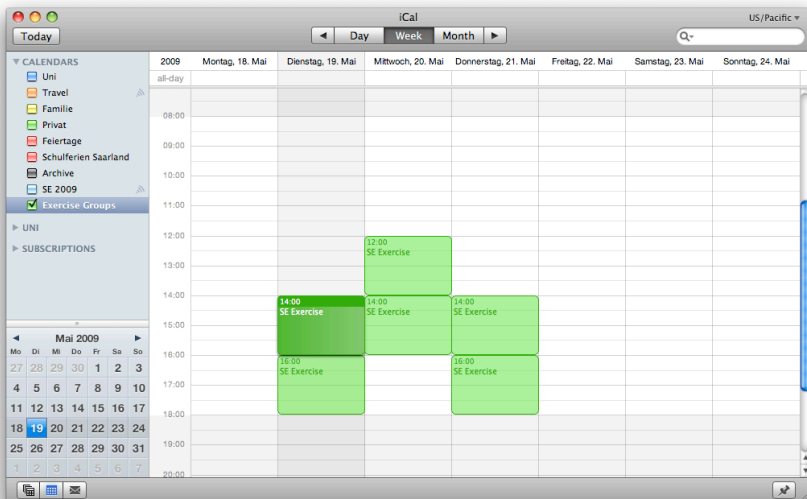 iCal
US/Pacific
Today
Day
Week
Month
CALENDARS
Uni
Travel
Familie
Privat
Feiertage
Schulferien Saarland
Archive
SE 2009
Exercise Groups
UNI
SUBSCRIPTIONS
Mai 2009
Mo Di Mi Do Fr Sa So
27 28 29 30 1 2 3
4 5 6 7 8 9 10
11 12 13 14 15 16 17
18 19 20 21 22 23 24
25 26 27 28 29 30 31
1 2 3 4 5 6 7
2009 Montag, 18. Mai Dienstag, 19. Mai Mittwoch, 20. Mai Donnerstag, 21. Mai Freitag, 22. Mai Samstag, 23. Mai Sonntag, 24. Mai
all-day
08:00
09:00
10:00
11:00
12:00
12:00
SE Exercise
13:00
14:00
14:00 14:00 14:00
SE Exercise SE Exercise SE Exercise
15:00
16:00
16:00 16:00
SE Exercise SE Exercise
17:00
18:00
19:00
20:00